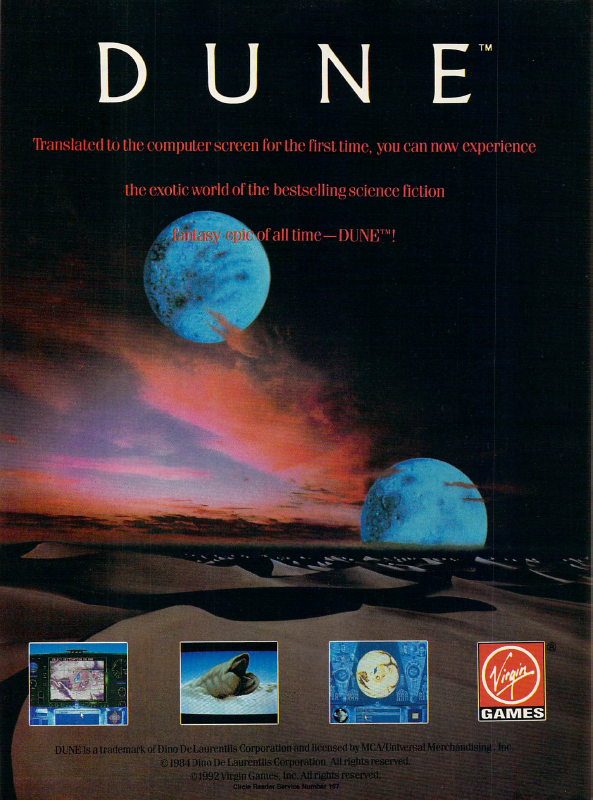 DUNE™
Translated to the computer screen for the first time, you can now experience
the exotic world of the bestselling science fiction
fantasy epic of all time—DUNE™!
Virgin®
GAMES
DUNE is a trademark of Dino DeLaurentiis Corporation and licensed by MCA/Universal Merchandising, Inc.
© 1984 Dino De Laurentiis Corporation. All rights reserved.
©1992 Virgin Games, Inc. All rights reserved.
Circle Reader Service Number 197